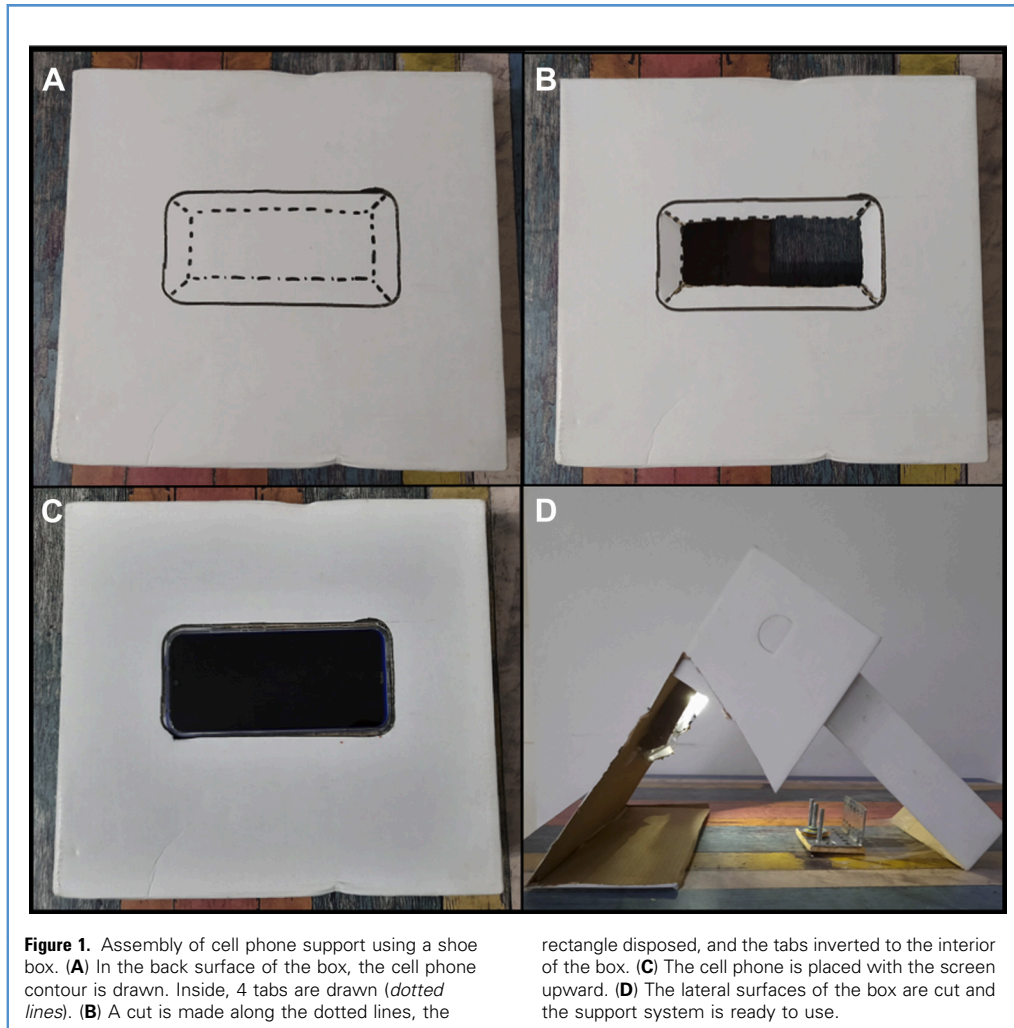 A
B
C
D
Figure 1. Assembly of cell phone support using a shoe
box. (A) In the back surface of the box, the cell phone
contour is drawn. Inside, 4 tabs are drawn (dotted
lines). (B) A cut is made along the dotted lines, the
rectangle disposed, and the tabs inverted to the interior
of the box. (C) The cell phone is placed with the screen
upward. (D) The lateral surfaces of the box are cut and
the support system is ready to use.